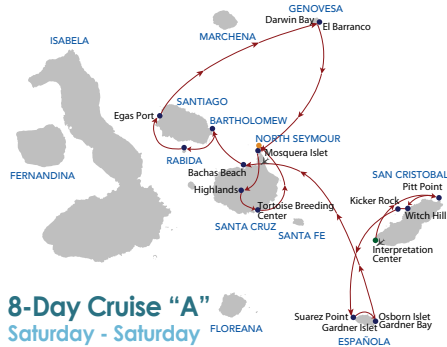 GENOVESA
Darwin Bay
El Barranco
MARCHENA
ISABELA
SANTIAGO
Egas Port
BARTHOLOMEW
NORTH SEYMOUR
Mosquera Islet
RABIDA
Bachas Beach
FERNANDINA
Highlands
Tortoise Breeding
Center
SANTA CRUZ
SANTA FE
SAN CRISTOBAL
Pitt Point
Kicker Rock
Witch Hill
Interpretation
Center
8-Day Cruise “A”
Saturday - Saturday
FLOREANA
Suarez Point
Gardner Islet
Osborn Islet
Gardner Bay
ESPAÑOLA